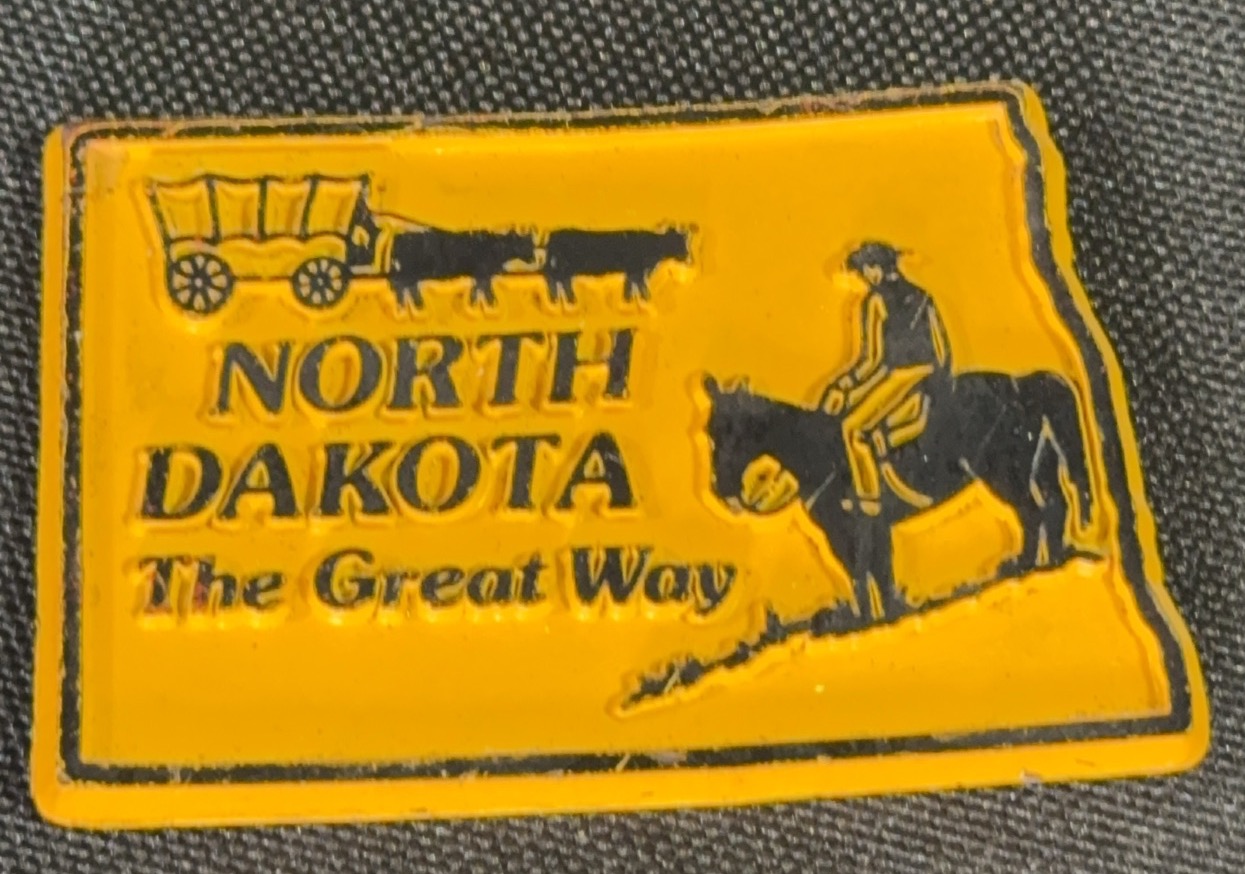 NORTH
DAKOTA
The Great Way